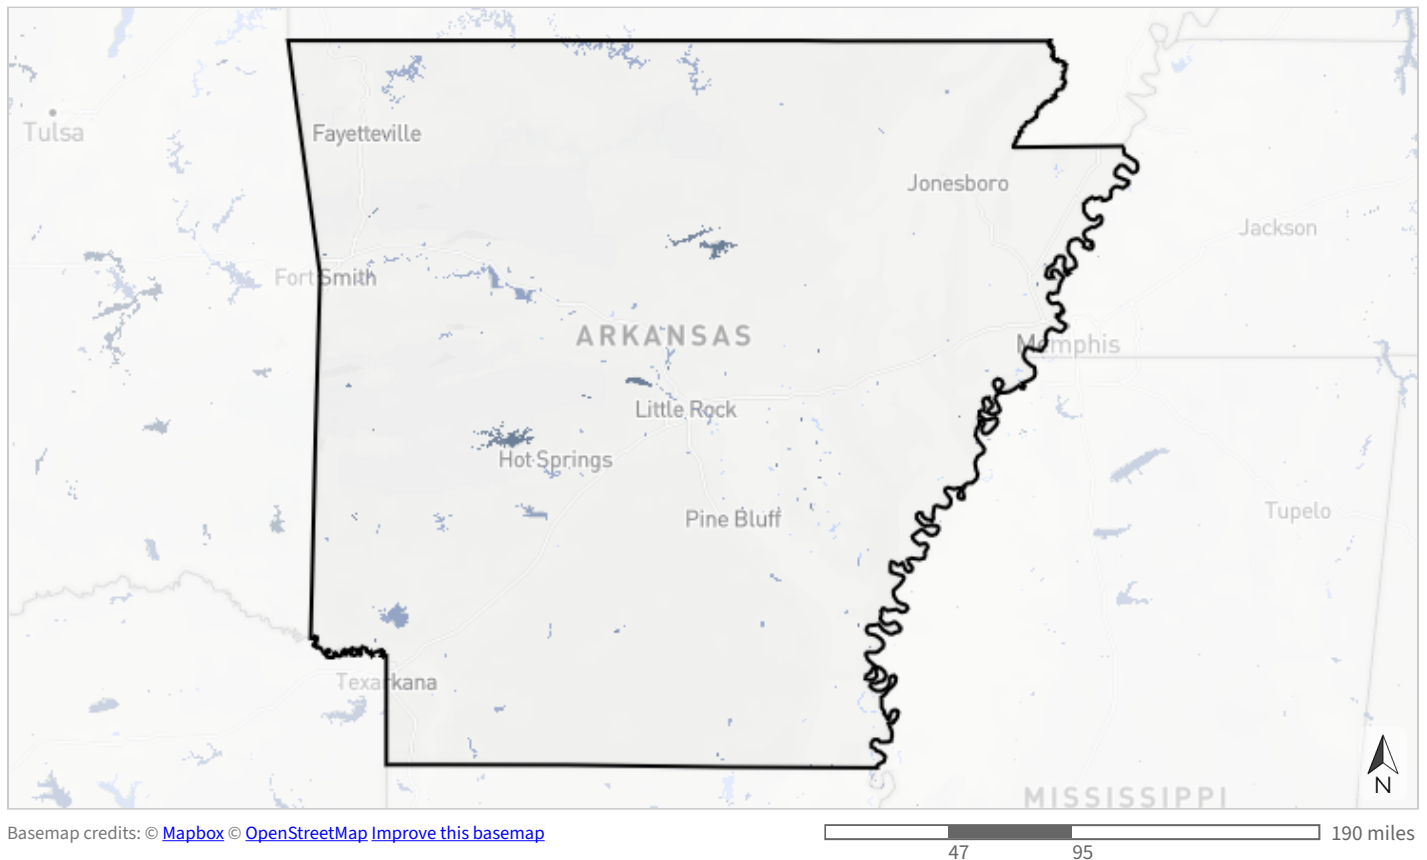 Tulsa
Fayetteville
Jonesboro
Jackson
Fort Smith
ARKANSAS
Memphis
Little Rock
Hot Springs
Tupelo
Pine Bluff
Texarkana
N
MISSISSIPPI
Basemap credits: © Mapbox © OpenStreetMap Improve this basemap
190 miles
47 95